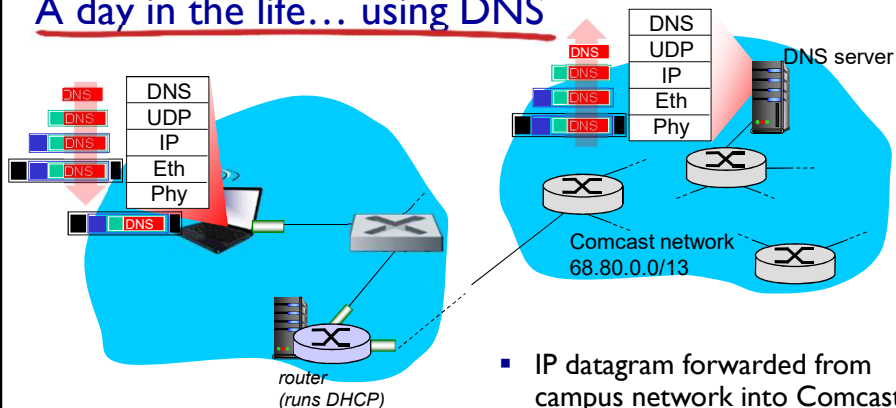 A day in the life… using DNS
DNS
DNS
DNS
DNS
DNS
DNS
UDP
IP
Eth
Phy
DNS
DNS
DNS
DNS
DNS
UDP
IP
Eth
Phy
DNS server
Comcast network
68.80.0.0/13
router
(runs DHCP)
▪ IP datagram forwarded from
campus network into Comcast